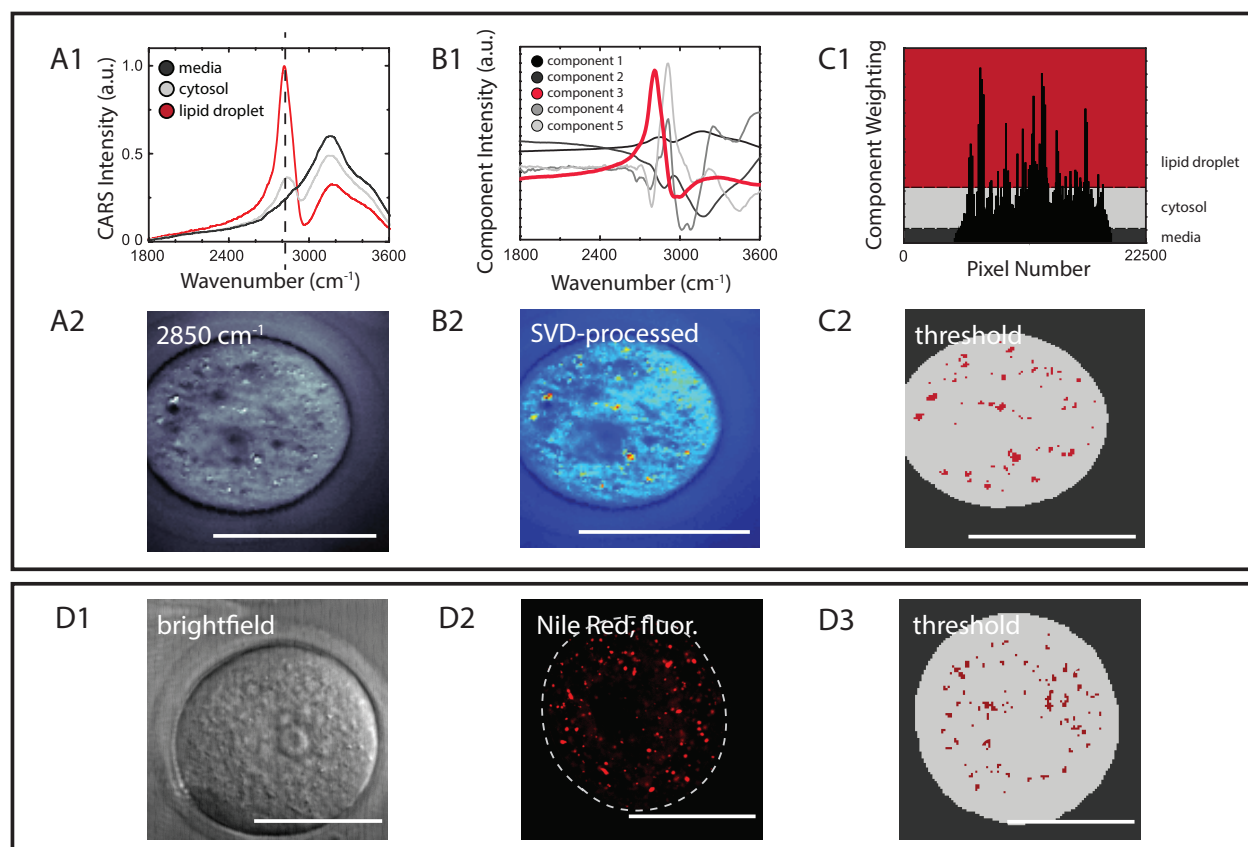 A1
CARS Intensity (a.u.)
1.0
0.5
0.0
media
cytosol
lipid droplet
1800
2400
3000
3600
Wavenumber (cm⁻¹)
B1
Component Intensity (a.u.)
component 1
component 2
component 3
component 4
component 5
1800
2400
3000
3600
Wavenumber (cm⁻¹)
C1
Component Weighting
lipid droplet
cytosol
media
0
22500
Pixel Number
A2
2850 cm⁻¹
B2
SVD-processed
C2
threshold
D1
brightfield
D2
Nile Red, fluor.
D3
threshold